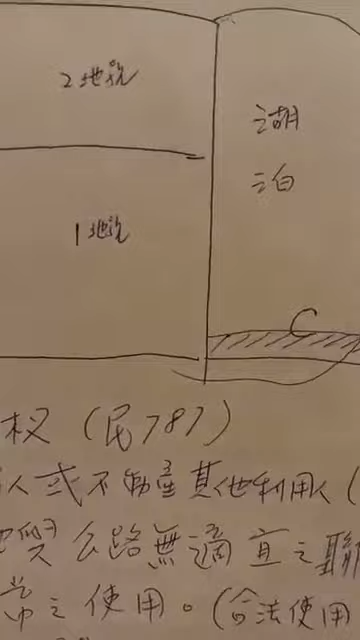 2地號
湖
泊
1地號
C
权(民787)
人或不動產其他利用人(
與公路無適宜之聯
常之使用。(合法使用